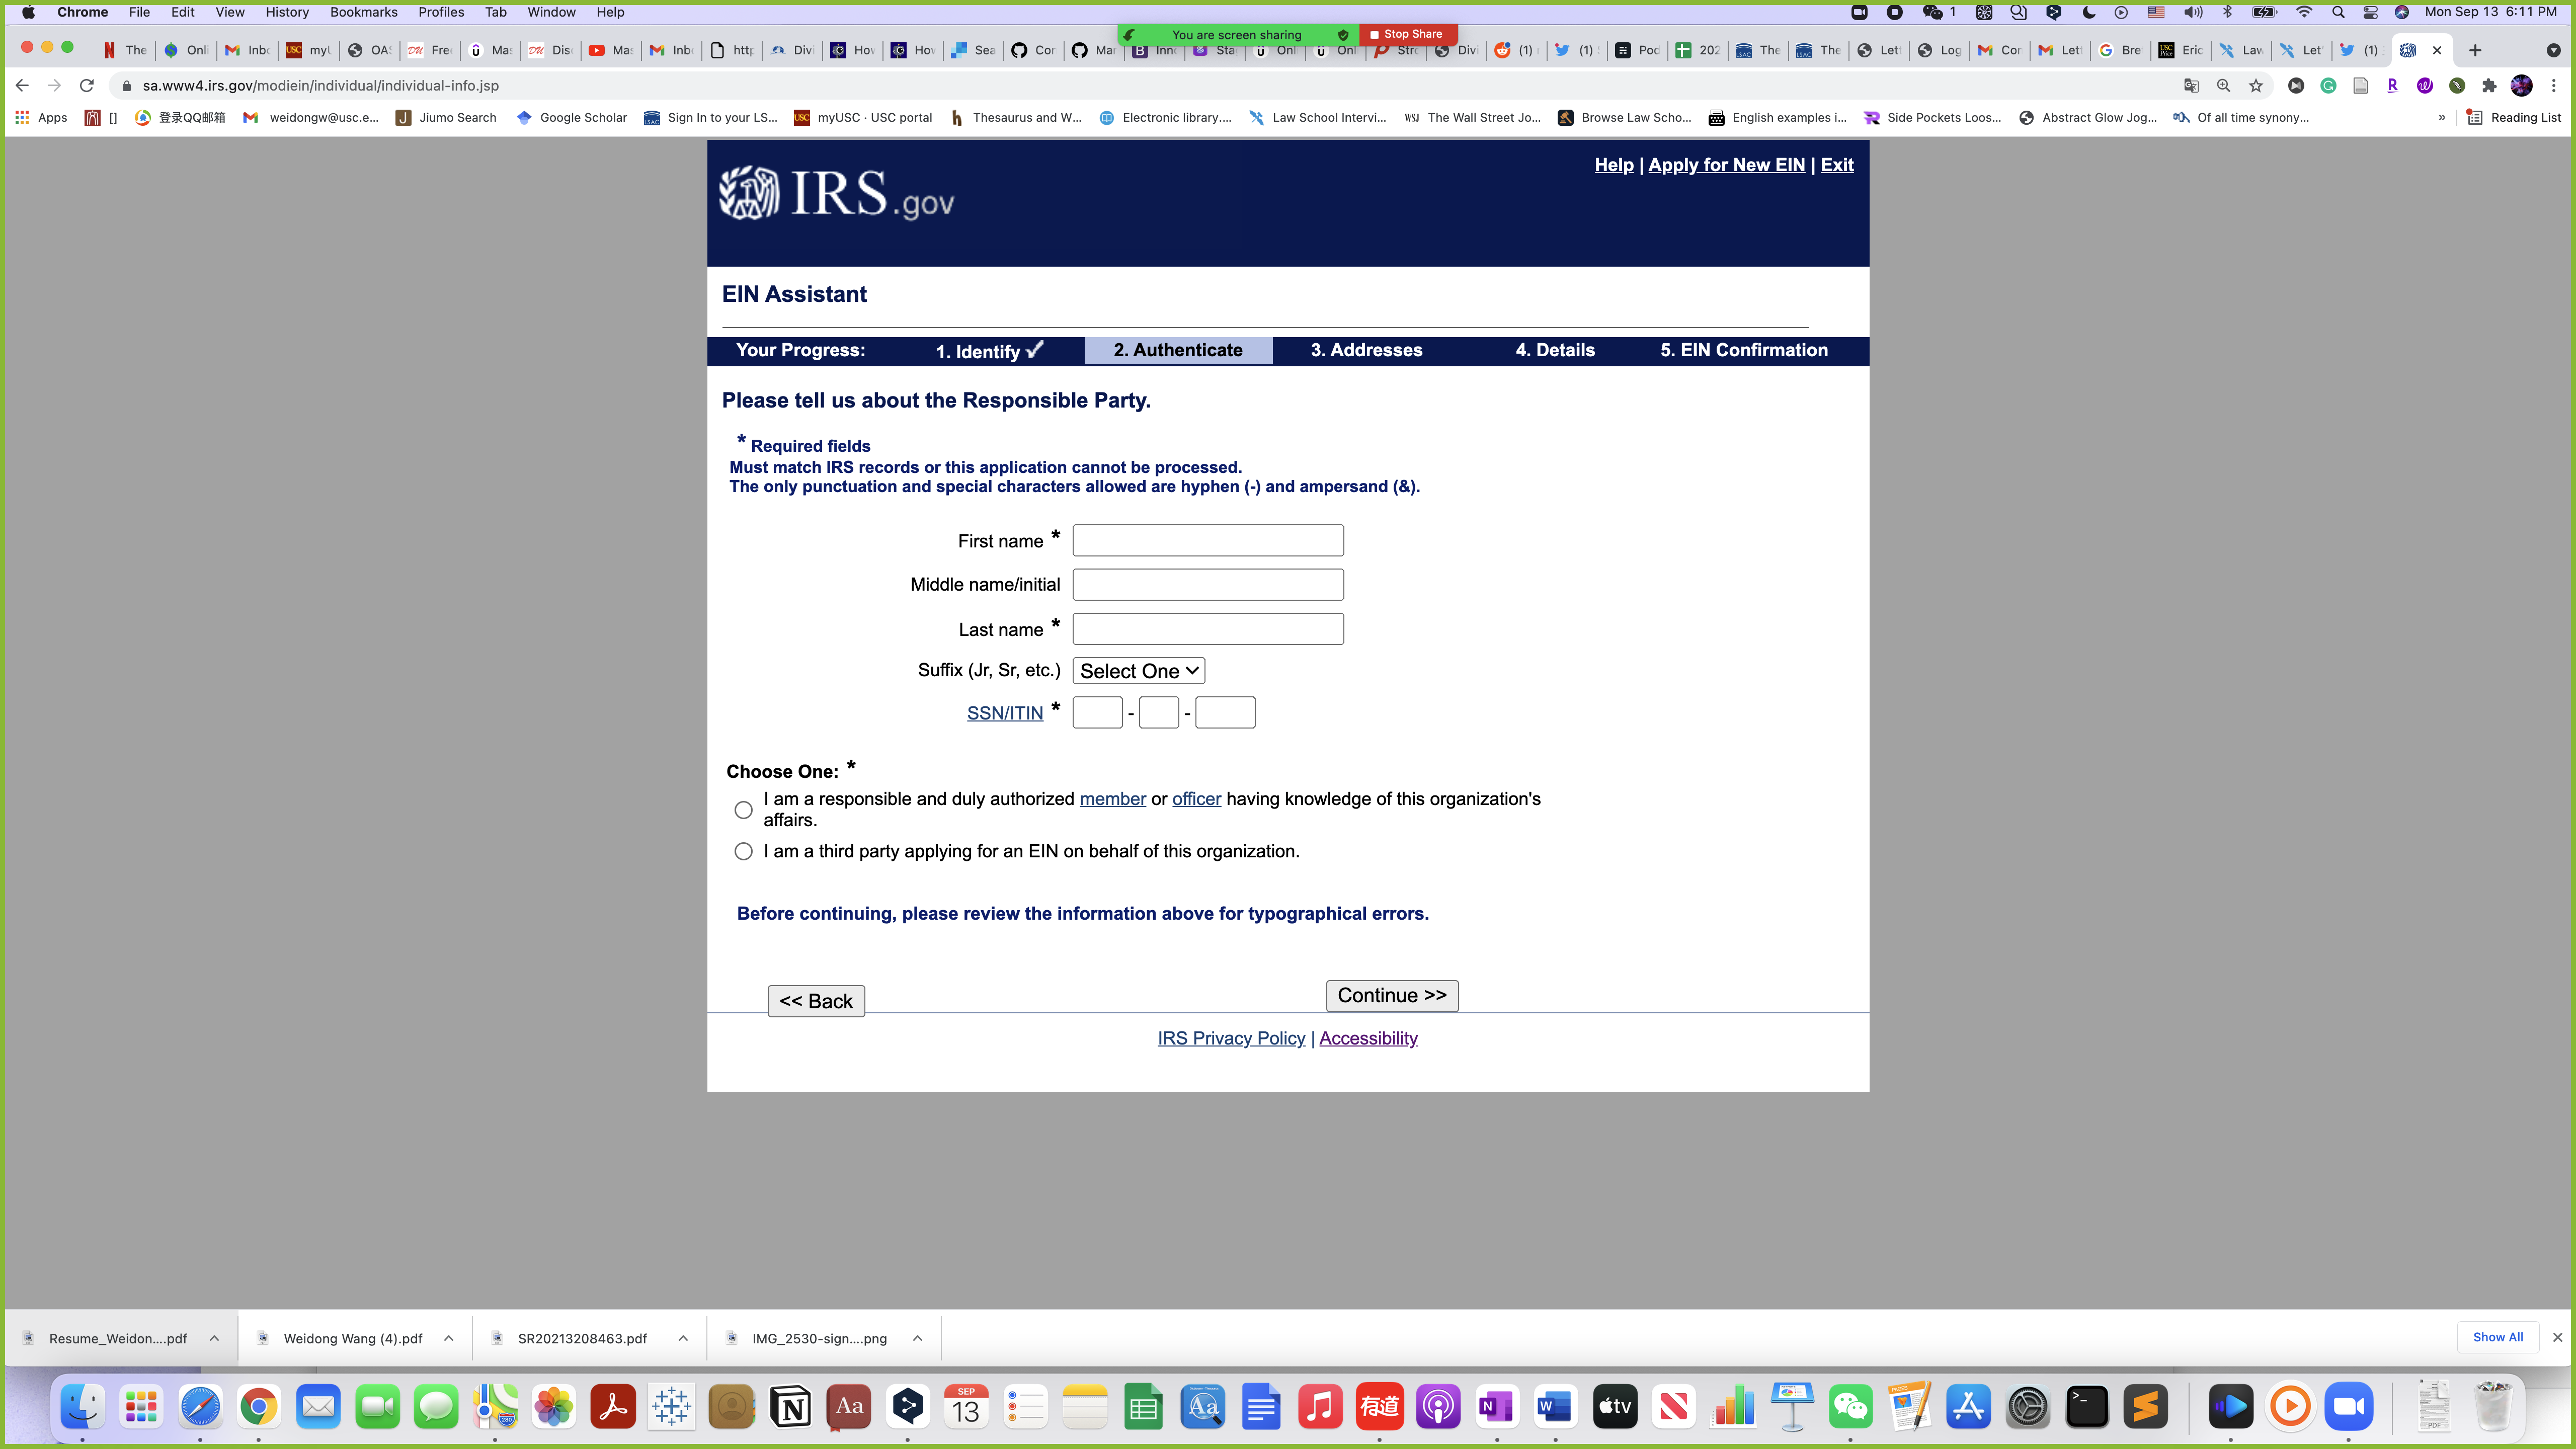 Chrome File Edit View History Bookmarks Profiles Tab Window Help
1
Mon Sep 13 6:11 PM
You are screen sharing
Stop Share
sa.www4.irs.gov/modiein/individual/individual-info.jsp
Apps
[]
登录QQ邮箱
weidongw@usc.e...
Jiumo Search
Google Scholar
Sign In to your LS...
myUSC · USC portal
Thesaurus and W...
Electronic library....
Law School Intervi...
The Wall Street Jo...
Browse Law Scho...
English examples i...
Side Pockets Loos...
Abstract Glow Jog...
Of all time synony...
»
Reading List
IRS.gov
Help | Apply for New EIN | Exit
EIN Assistant
Your Progress: 1. Identify 2. Authenticate 3. Addresses 4. Details 5. EIN Confirmation
Please tell us about the Responsible Party.
* Required fields
Must match IRS records or this application cannot be processed.
The only punctuation and special characters allowed are hyphen (-) and ampersand (&).
First name *
Middle name/initial
Last name *
Suffix (Jr, Sr, etc.) Select One
SSN/ITIN * - -
Choose One: *
I am a responsible and duly authorized member or officer having knowledge of this organization's
affairs.
I am a third party applying for an EIN on behalf of this organization.
Before continuing, please review the information above for typographical errors.
<< Back
Continue >>
IRS Privacy Policy | Accessibility
Resume_Weidon....pdf
Weidong Wang (4).pdf
SR20213208463.pdf
IMG_2530-sign....png
Show All
SEP
13
Aa
有道
tv